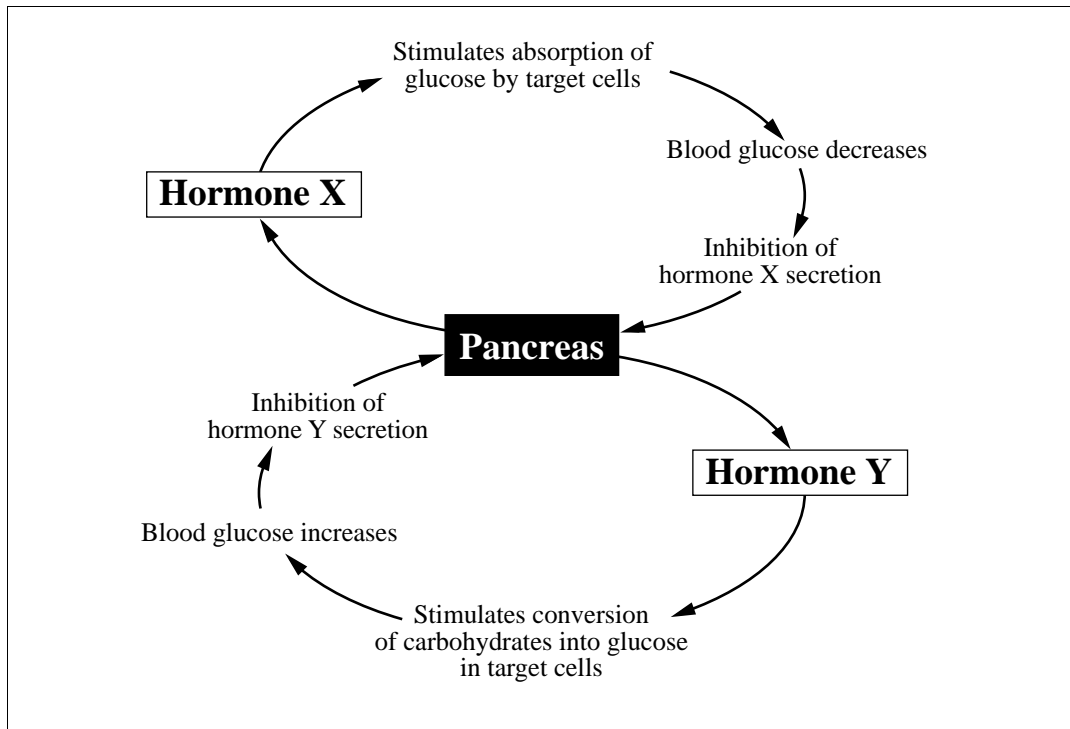 Stimulates absorption of
glucose by target cells
Blood glucose decreases
Hormone X
Inhibition of
hormone X secretion
Pancreas
Inhibition of
hormone Y secretion
Hormone Y
Blood glucose increases
Stimulates conversion
of carbohydrates into glucose
in target cells